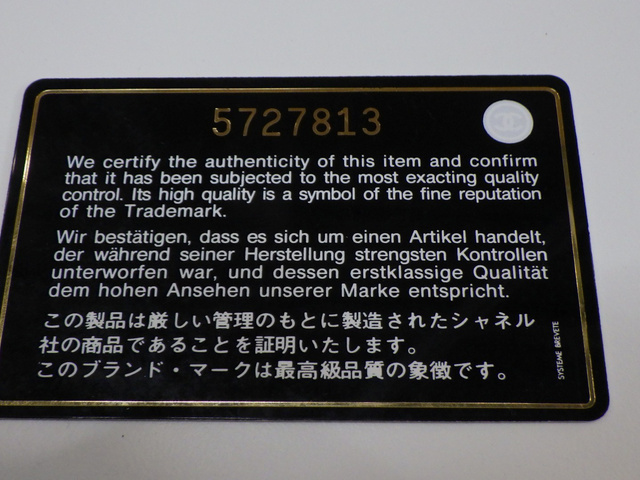 5727813
We certify the authenticity of this item and confirm
that it has been subjected to the most exacting quality
control. Its high quality is a symbol of the fine reputation
of the Trademark.
Wir bestätigen, dass es sich um einen Artikel handelt,
der während seiner Herstellung strengsten Kontrollen
unterworfen war, und dessen erstklassige Qualität
dem hohen Ansehen unserer Marke entspricht.
この製品は厳しい管理のもとに製造されたシャネル
社の商品であることを証明いたします。
このブランド・マークは最高級品質の象徴です。
SYSTEME BREVETE